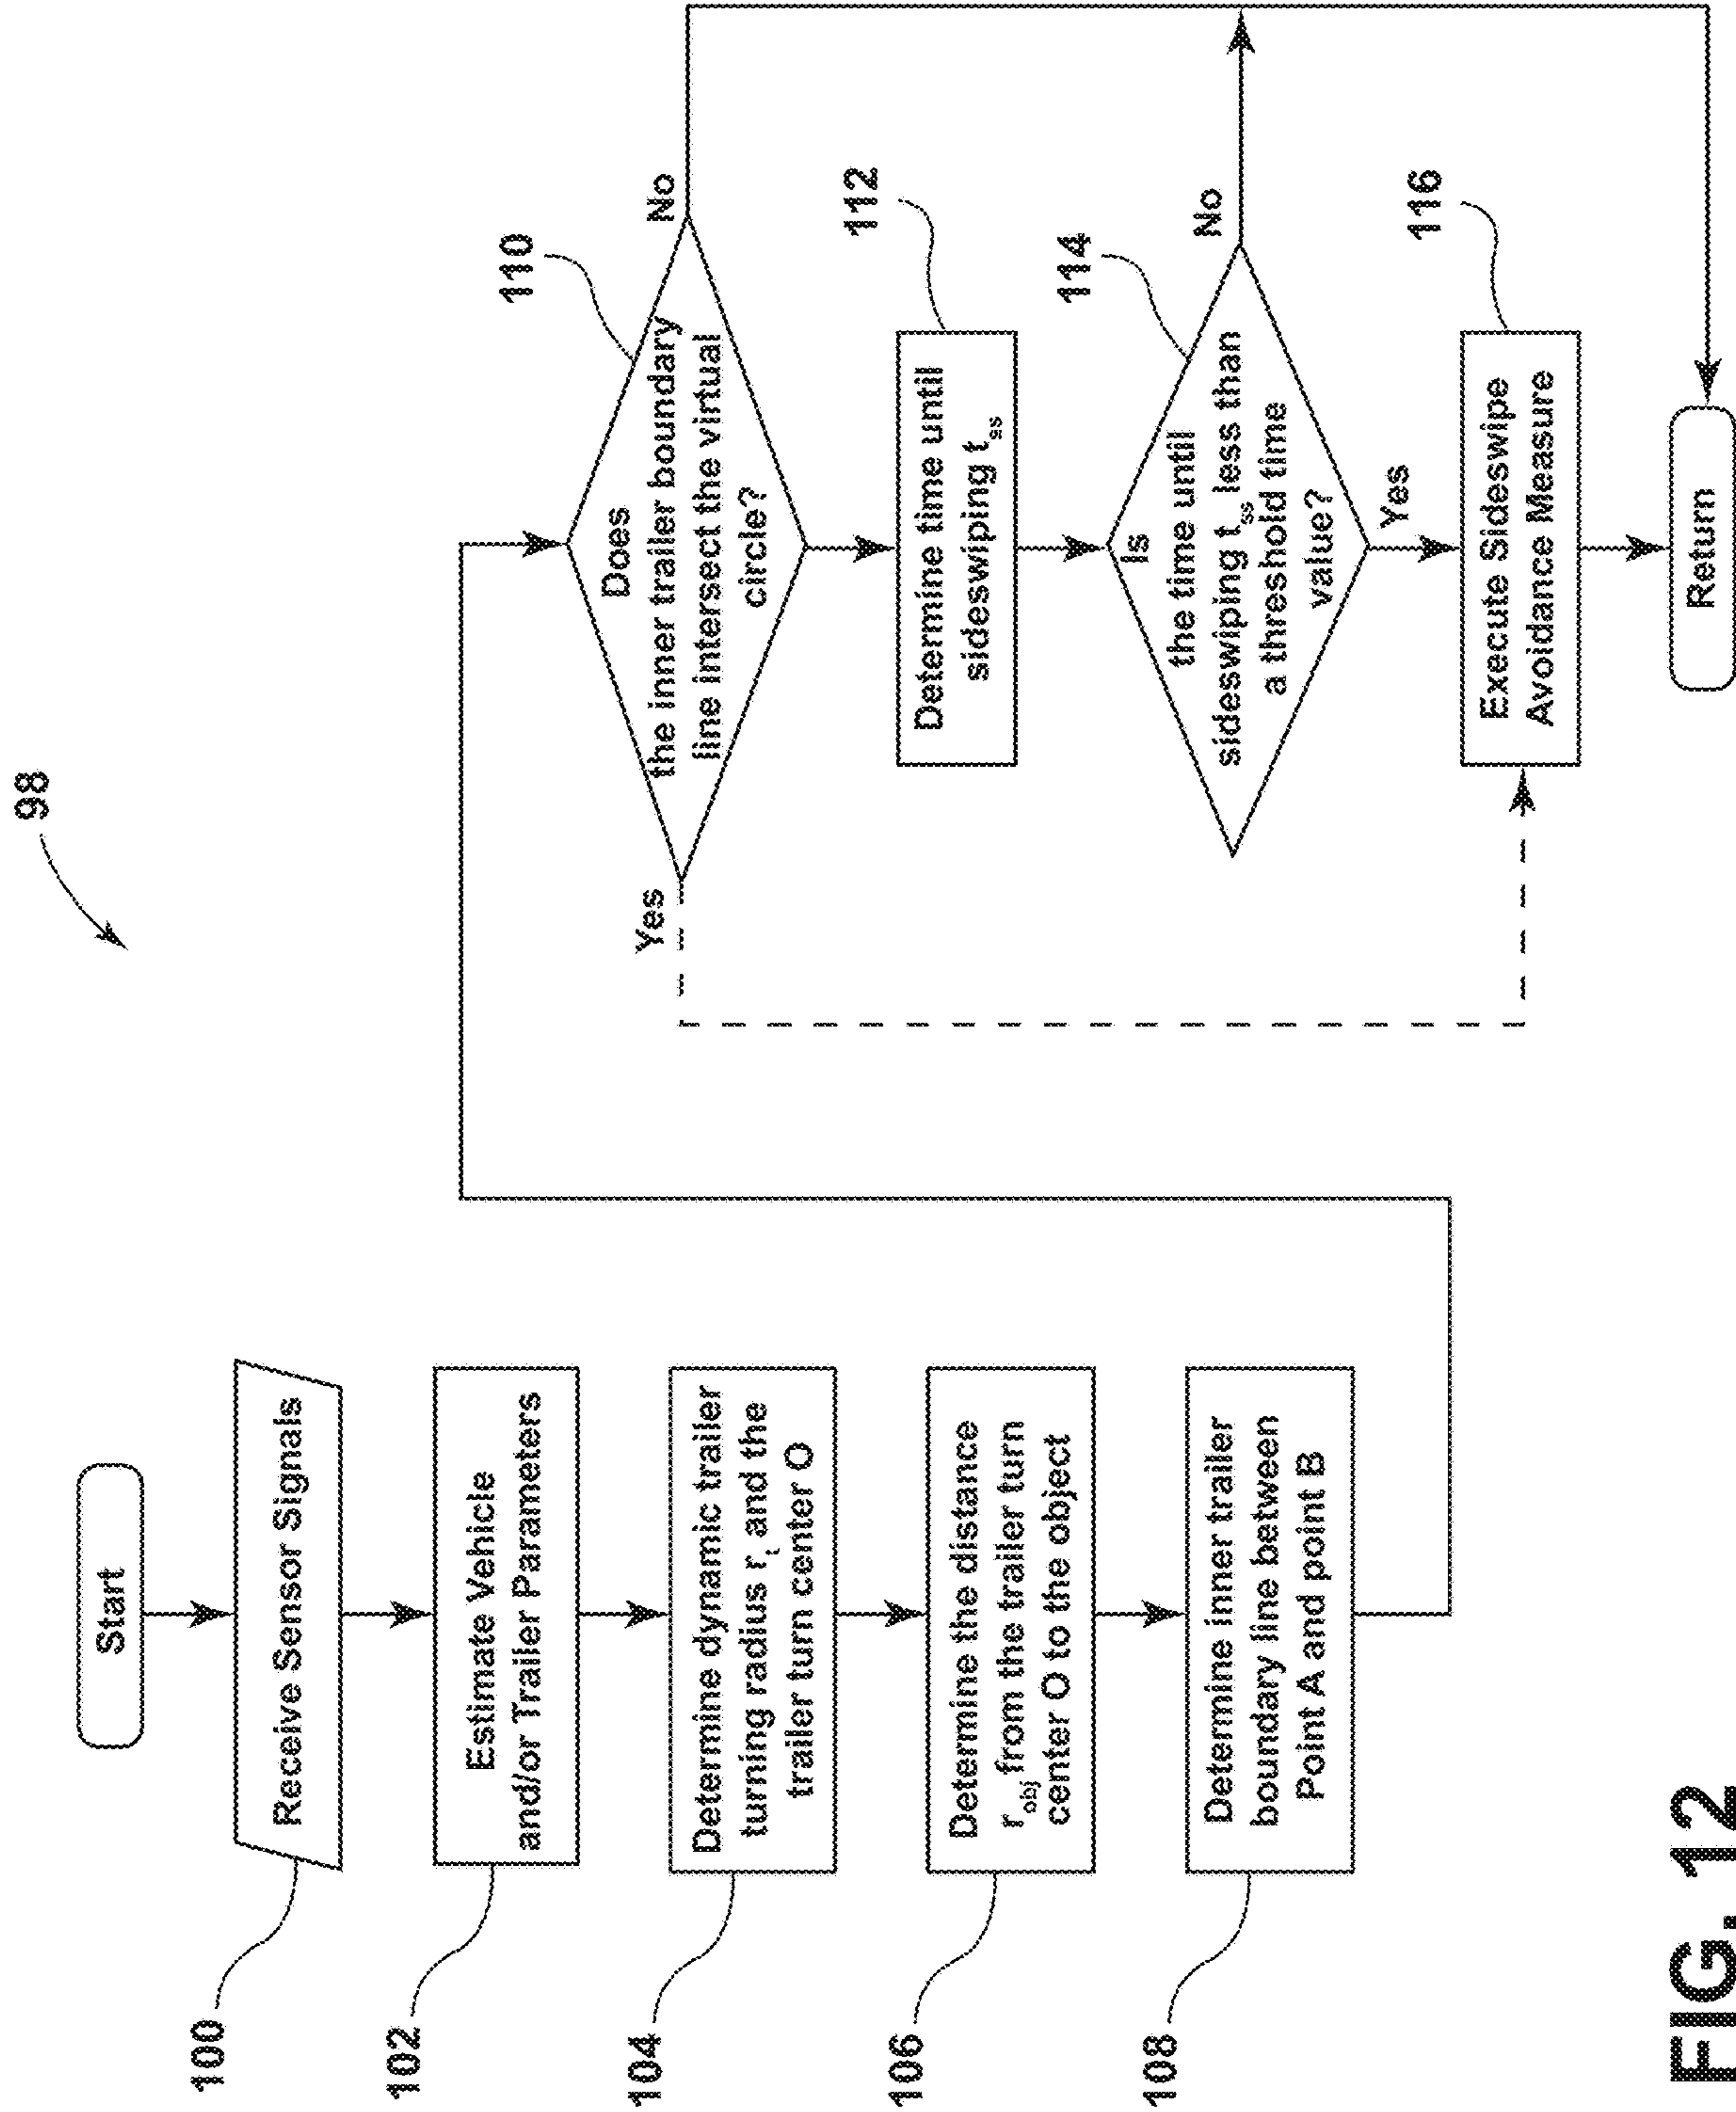 98
Start
100
Receive Sensor Signals
102
Estimate Vehicle
and/or Trailer Parameters
104
Determine dynamic trailer
turning radius r_t and the
trailer turn center O
106
Determine the distance
r_obj from the trailer turn
center O to the object
108
Determine inner trailer
boundary line between
Point A and point B
110
Does
the inner trailer boundary
line intersect the virtual
circle?
Yes
No
112
Determine time until
sideswiping t_ss
114
Is
the time until
sideswiping t_ss less than
a threshold time
value?
No
Yes
116
Execute Sideswipe
Avoidance Measure
Return
FIG. 12